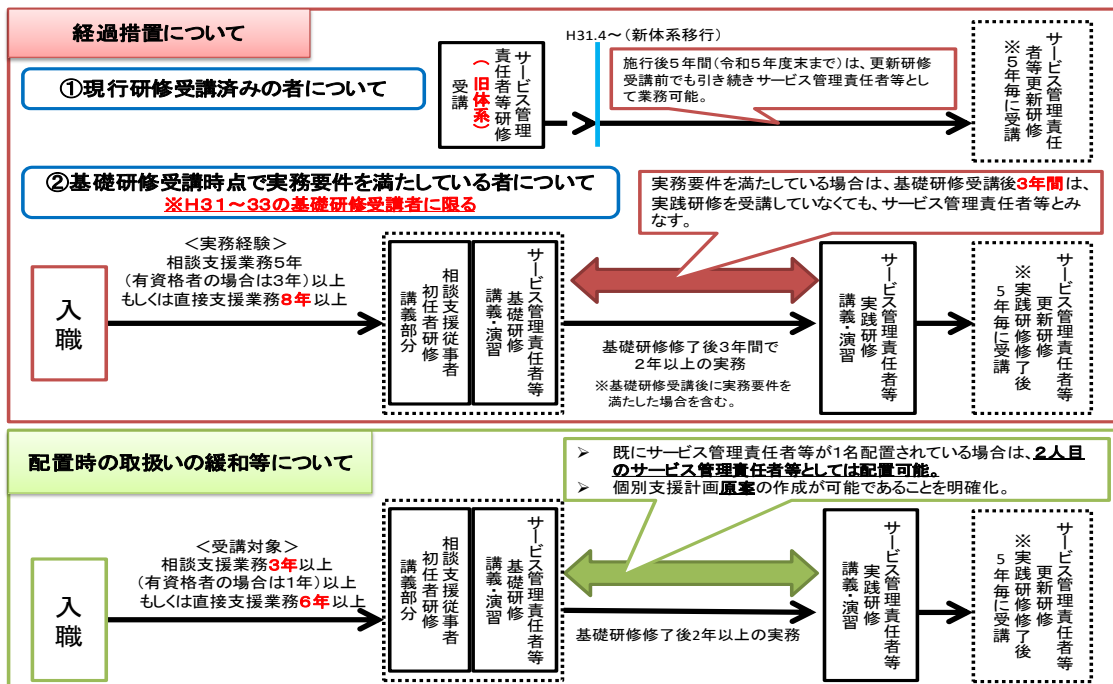 経過措置について
①現行研修受講済みの者について
サービス管理
責任者等研修
（旧体系）
受講
H31.4～（新体系移行）
施行後５年間（令和５年度末まで）は、更新研修
受講前でも引き続きサービス管理責任者等とし
て業務可能。
サービス管理責任
者等更新研修
※５年毎に受講
②基礎研修受講時点で実務要件を満たしている者について
※H31～33の基礎研修受講者に限る
実務要件を満たしている場合は、基礎研修受講後3年間は、
実践研修を受講していなくても、サービス管理責任者等とみ
なす。
入職
＜実務経験＞
相談支援業務５年
（有資格者の場合は3年）以上
もしくは直接支援業務8年以上
相談支援従事者
初任者研修
講義部分
サービス管理責任者等
基礎研修
講義・演習
基礎研修修了後3年間で
2年以上の実務
※基礎研修受講後に実務要件を
満たした場合を含む。
サービス管理責任者等
実践研修
講義・演習
サービス管理責任者等
更新研修
※実践研修修了後
５年毎に受講
配置時の取扱いの緩和等について
➢ 既にサービス管理責任者等が1名配置されている場合は、２人目
のサービス管理責任者等としては配置可能。
➢ 個別支援計画原案の作成が可能であることを明確化。
入職
＜受講対象＞
相談支援業務3年以上
（有資格者の場合は1年）以上
もしくは直接支援業務６年以上
相談支援従事者
初任者研修
講義部分
サービス管理責任者等
基礎研修
講義・演習
基礎研修修了後2年以上の実務
サービス管理責任者等
実践研修
講義・演習
サービス管理責任者等
更新研修
※実践研修修了後
５年毎に受講